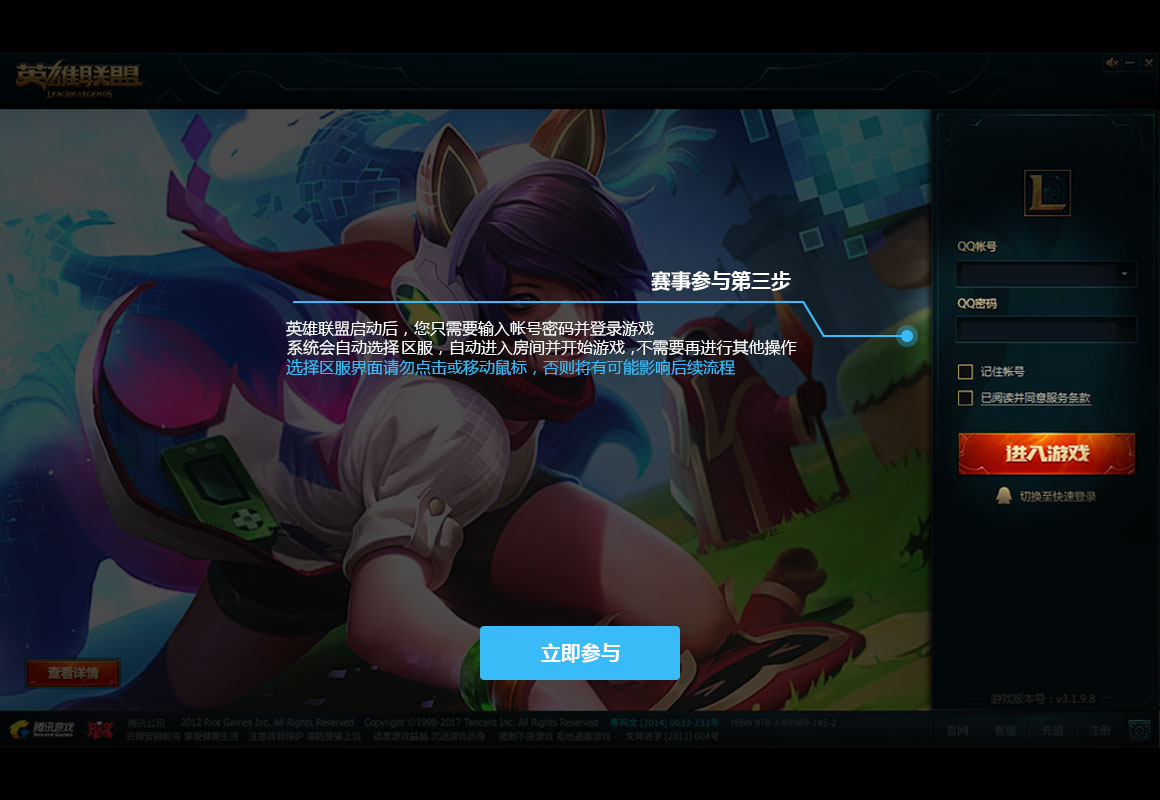 英雄联盟
LEAGUE OF LEGENDS
QQ帐号
赛事参与第三步
QQ密码
英雄联盟启动后，您只需要输入帐号密码并登录游戏
系统会自动选择区服，自动进入房间并开始游戏，不需要再进行其他操作
选择区服界面请勿点击或移动鼠标，否则将有可能影响后续流程
记住帐号
已阅读并同意服务条款
进入游戏
切换至快速登录
立即参与
查看详情
游戏版本号：v3.1.9.8
腾讯游戏
Tencent Games
腾讯公司 2012 Riot Games Inc. All Rights Reserved Copyright ©1998-2017 Tencent Inc. All Rights Reserved 粤网文 [2014] 0633-233号 ISBN 978-7-89989-145-2
合理安排时间 享受健康生活 注意自我保护 谨防受骗上当 适度游戏益脑 沉迷游戏伤身 抵制不良游戏 拒绝盗版游戏 文网进字 [2011] 004号
官网 客服 充值 注册